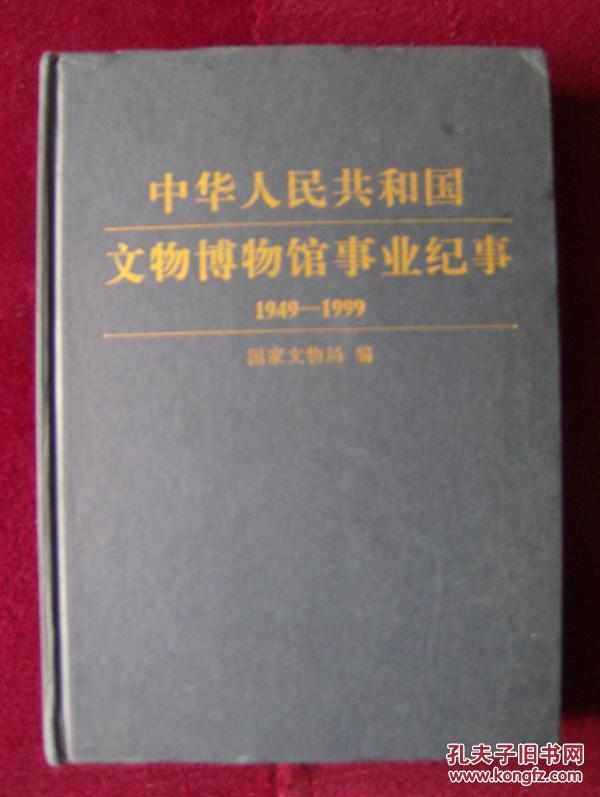 中华人民共和国
文物博物馆事业纪事
1949—1999
国家文物局 编
孔夫子旧书网
www.kongfz.com